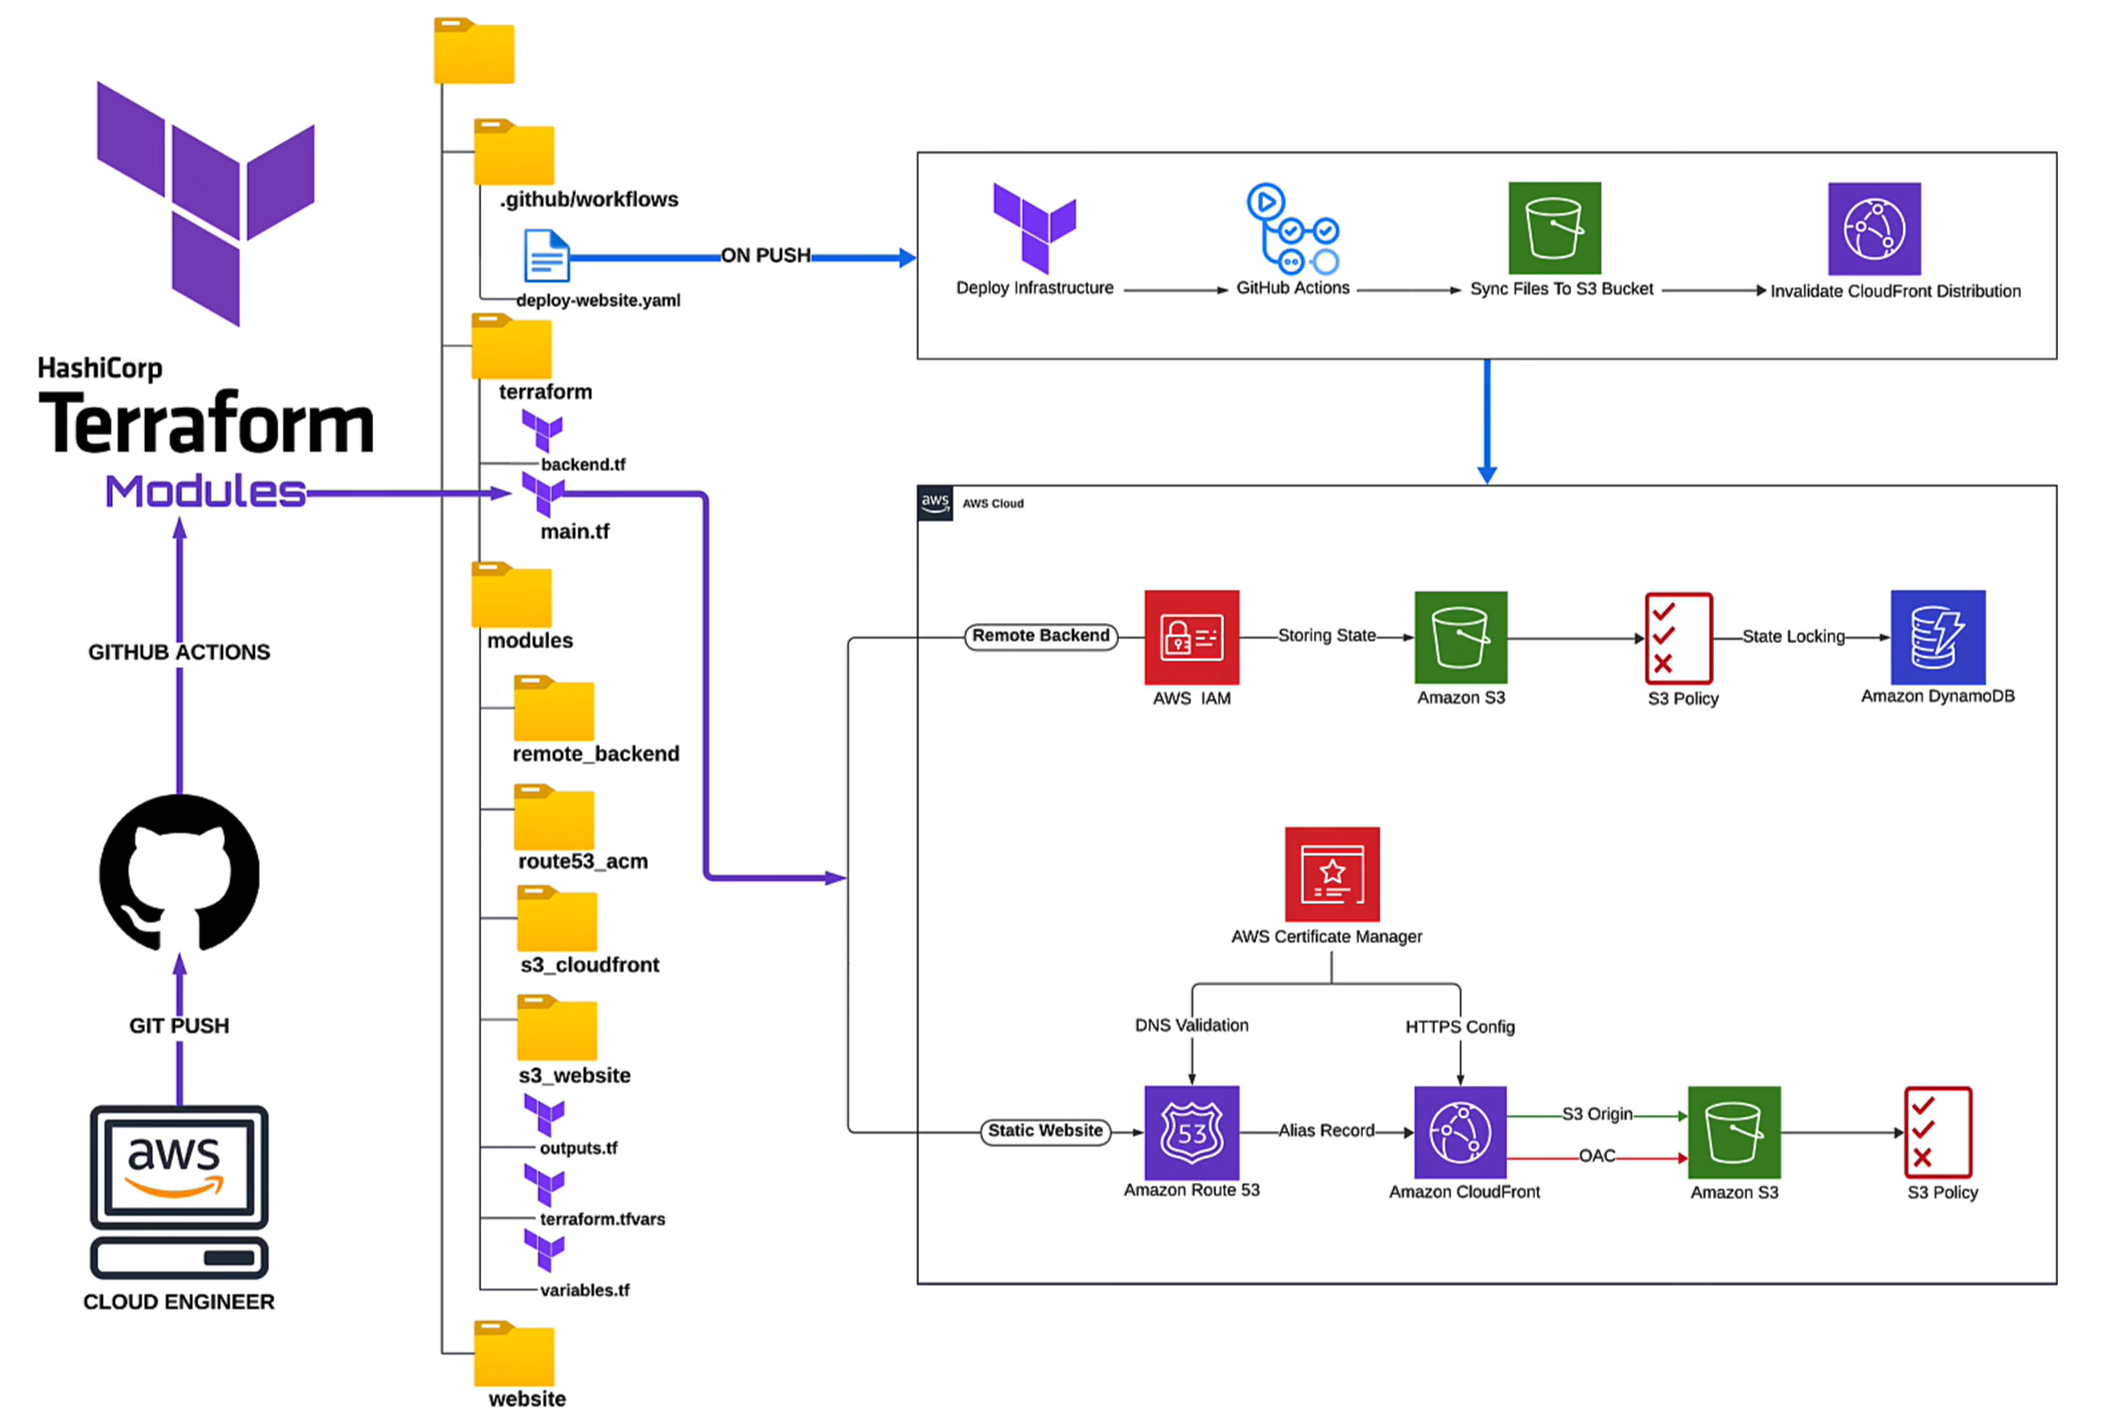 HashiCorp
Terraform
Modules
GITHUB ACTIONS
GIT PUSH
aws
CLOUD ENGINEER
.github/workflows
deploy-website.yaml
terraform
backend.tf
main.tf
modules
remote_backend
route53_acm
s3_cloudfront
s3_website
outputs.tf
terraform.tfvars
variables.tf
website
ON PUSH
Deploy Infrastructure
GitHub Actions
Sync Files To S3 Bucket
Invalidate CloudFront Distribution
aws
AWS Cloud
Remote Backend
AWS IAM
Storing State
Amazon S3
S3 Policy
State Locking
Amazon DynamoDB
AWS Certificate Manager
DNS Validation
HTTPS Config
Static Website
53
Amazon Route 53
Alias Record
Amazon CloudFront
S3 Origin
OAC
Amazon S3
S3 Policy